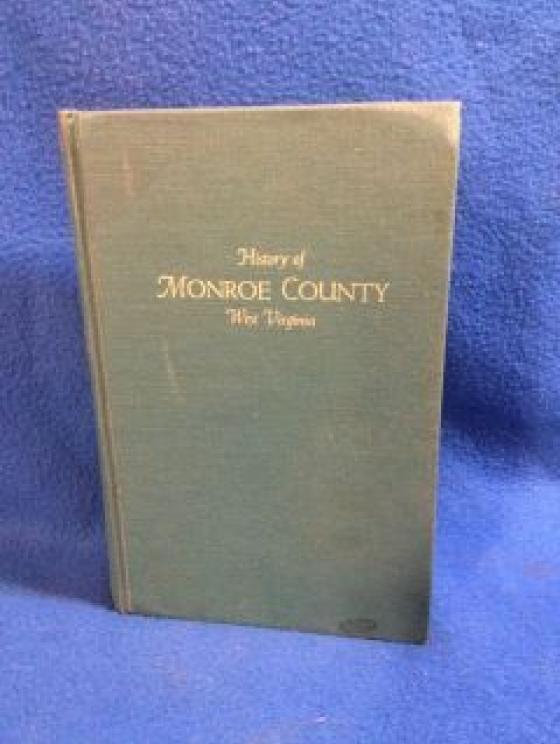 History of
MONROE COUNTY
West Virginia